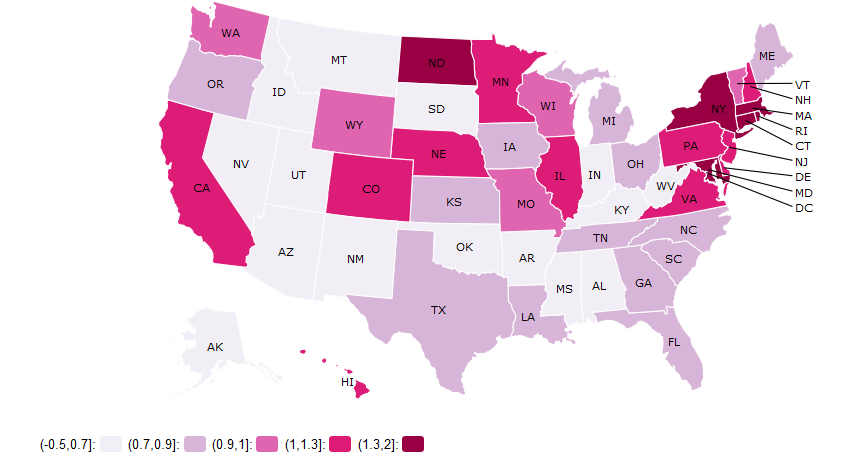 WA
MT
ND
MN
ME
OR
ID
SD
WI
MI
VT
NH
NY
MA
RI
WY
NE
IA
PA
CT
NJ
NV
UT
CO
IL
IN
OH
DE
CA
KS
MO
WV
VA
MD
KY
DC
AZ
NM
OK
TN
NC
AR
SC
MS
AL
GA
TX
LA
FL
AK
HI
(-0.5,0.7]: (0.7,0.9]: (0.9,1]: (1,1.3]: (1.3,2]: